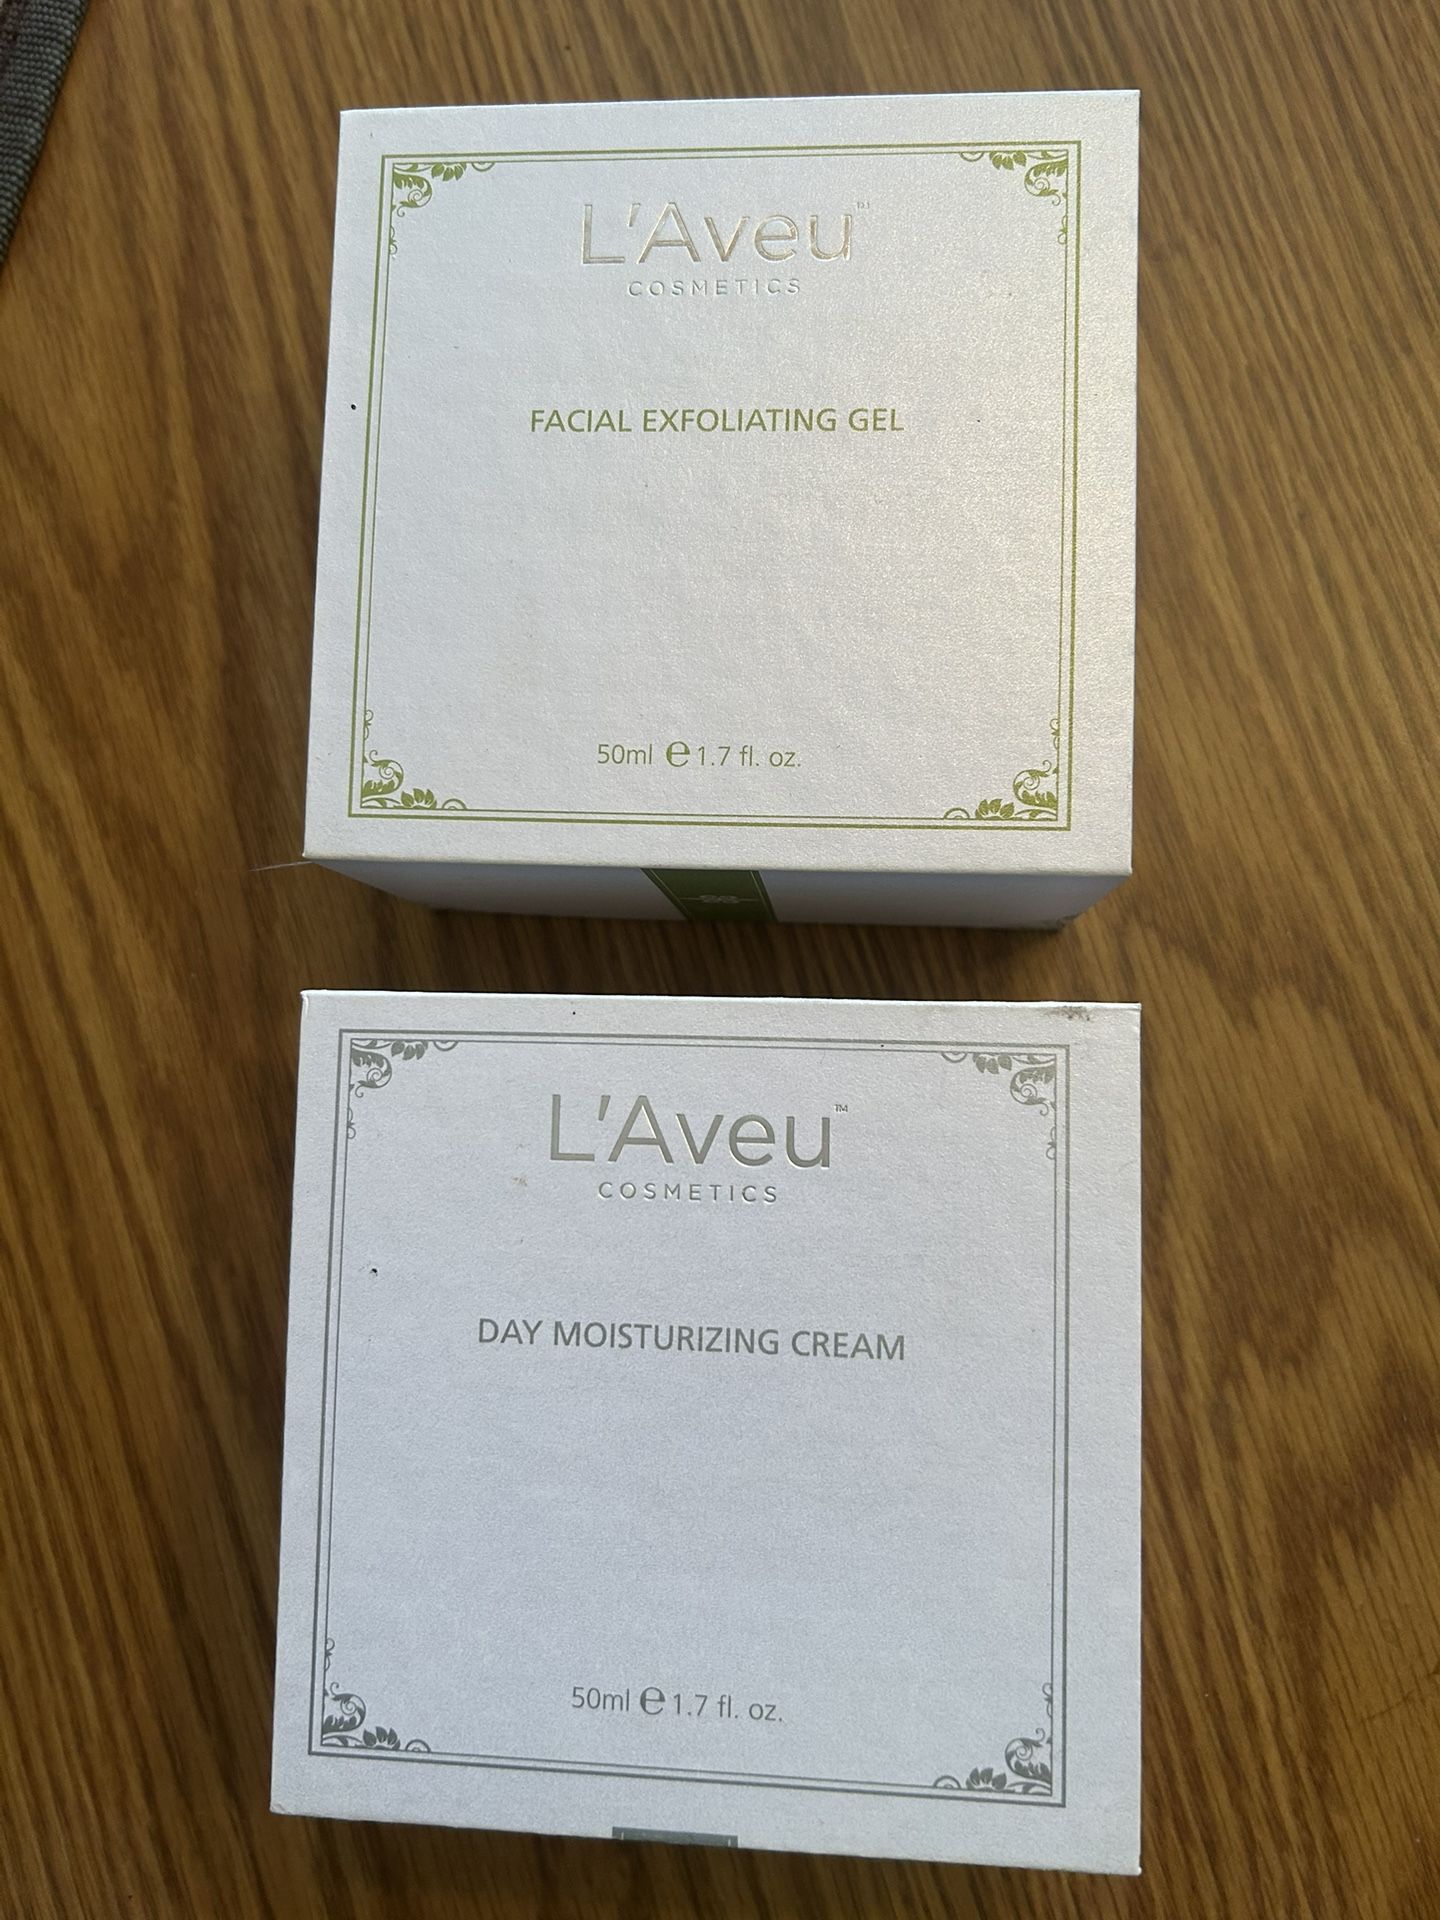 L'Aveu™
COSMETICS
FACIAL EXFOLIATING GEL
50ml ℮ 1.7 fl. oz.
L'Aveu™
COSMETICS
DAY MOISTURIZING CREAM
50ml ℮ 1.7 fl. oz.